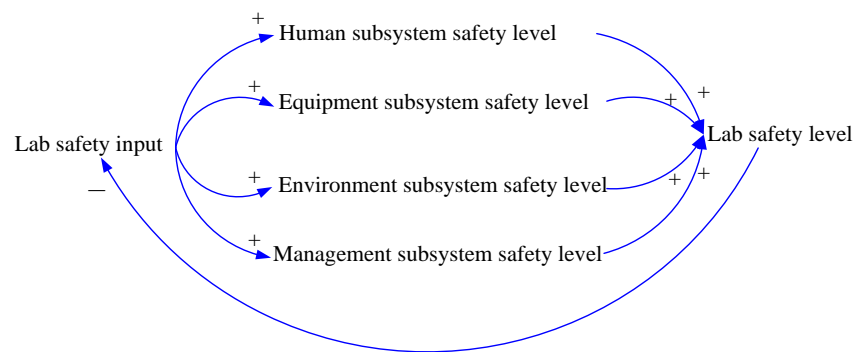 + Human subsystem safety level
+ Equipment subsystem safety level + +
Lab safety input Lab safety level
− Environment subsystem safety level + +
+
+ Management subsystem safety level